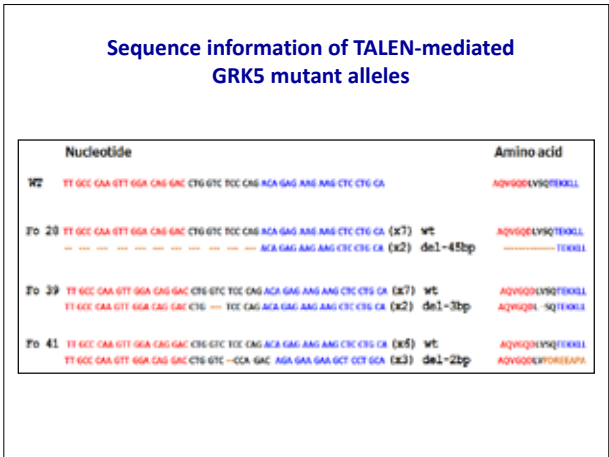 Sequence information of TALEN-mediated
GRK5 mutant alleles
Nucleotide Amino acid
WT TT GCC CAA GTT GGA CAG GAC CTG GTC TCC CAG ACA GAG AAG AAG CTC CTG CA AQVGQDLVSQTEKKLL
Fo 28 TT GCC CAA GTT GGA CAG GAC CTG GTC TCC CAG ACA GAG AAG AAG CTC CTG CA (x7) wt AQVGQDLVSQTEKKLL
-- --- --- --- --- --- --- --- --- --- --- ACA GAG AAG AAG CTC CTG CA (x2) del-45bp ---------------TEKKLL
Fo 39 TT GCC CAA GTT GGA CAG GAC CTG GTC TCC CAG ACA GAG AAG AAG CTC CTG CA (x7) wt AQVGQDLVSQTEKKLL
TT GCC CAA GTT GGA CAG GAC CTG --- TCC CAG ACA GAG AAG AAG CTC CTG CA (x2) del-3bp AQVGQDL-SQTEKKLL
Fo 41 TT GCC CAA GTT GGA CAG GAC CTG GTC TCC CAG ACA GAG AAG AAG CTC CTG CA (x6) wt AQVGQDLVSQTEKKLL
TT GCC CAA GTT GGA CAG GAC CTG GTC --CCA GAC AGA GAA GAA GCT CCT GCA (x3) del-2bp AQVGQDLVPDREEAPA